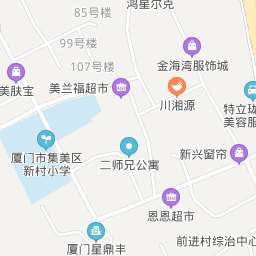 85号楼
鸿星尔克
99号楼
金海湾服饰城
107号楼
美肤宝
美兰福超市
川湘源
特立珑
美容服
厦门市集美区
新村小学
二师兄公寓
新兴窗帘
恩恩超市
厦门星鼎丰
前进村综治中心